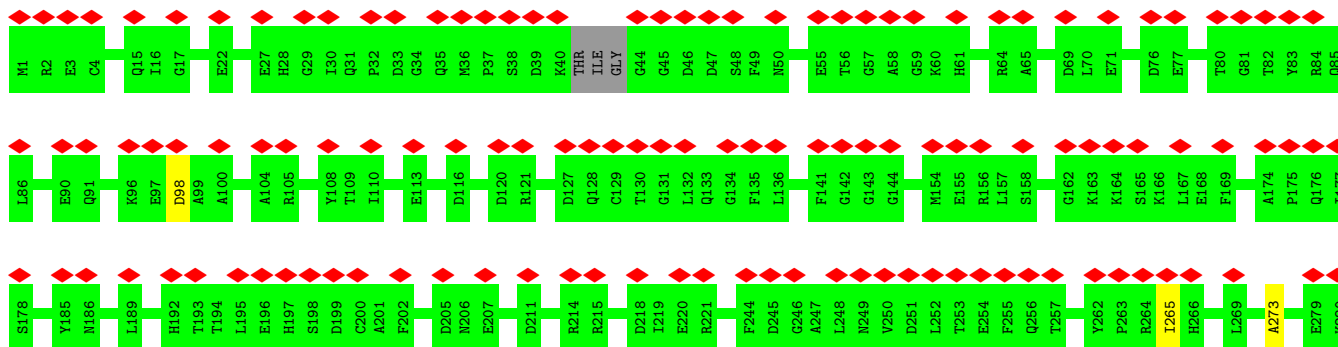 M1 R2 E3 C4 Q15 I16 G17 E22 E27 H28 G29 I30 Q31 P32 D33 G34 Q35 M36 P37 S38 D39 K40 THR ILE GLY G44 G45 D46 D47 S48 F49 N50 E55 T56 G57 A58 G59 K60 H61 R64 A65 D69 L70 E71 D76 E77 T80 G81 T82 Y83 R84 Q85
L86 E90 Q91 K96 E97 D98 A99 A100 A104 R105 Y108 T109 I110 E113 D116 D120 R121 D127 Q128 C129 T130 G131 L132 Q133 G134 F135 L136 F141 G142 G143 G144 M154 E155 R156 L157 S158 G162 K163 K164 S165 K166 L167 E168 F169 A174 P175 Q176
S178 Y185 N186 L189 H192 T193 T194 L195 E196 H197 S198 D199 C200 A201 F202 D205 N206 E207 D211 R214 R215 D218 I219 E220 R221 F244 D245 G246 A247 L248 N249 V250 D251 L252 T253 E254 F255 Q256 T257 Y262 P263 R264 I265 H266 L269 A273 E279